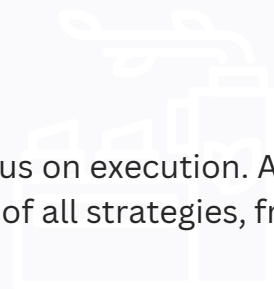 us on execution. A
of all strategies, fr